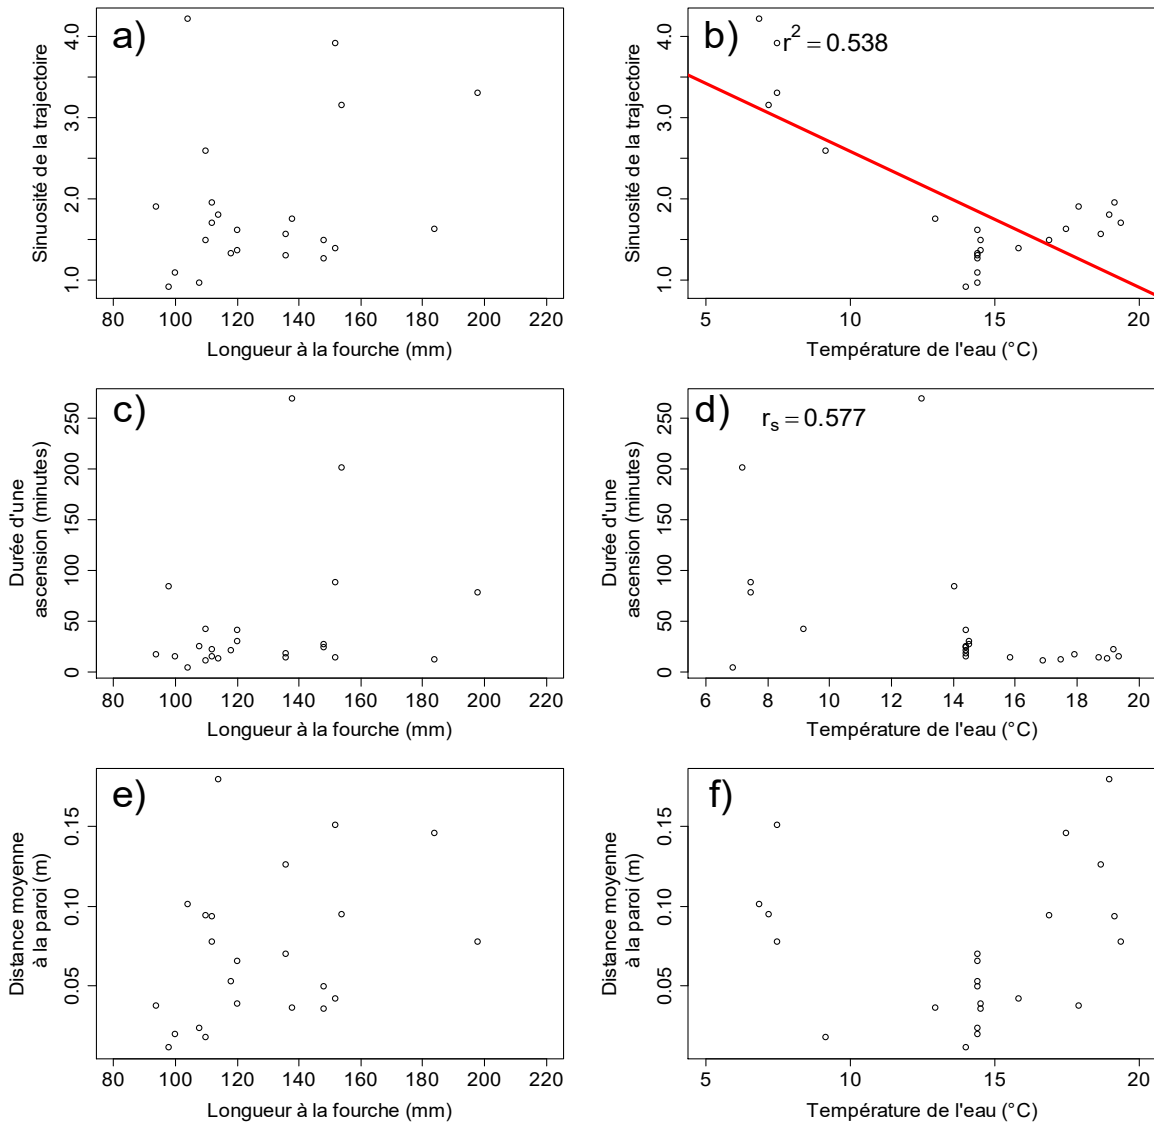 a)
Sinuosité de la trajectoire
1.0 2.0 3.0 4.0
80 100 120 140 160 180 200 220
Longueur à la fourche (mm)
b)
r² = 0.538
Sinuosité de la trajectoire
1.0 2.0 3.0 4.0
5 10 15 20
Température de l'eau (°C)
c)
Durée d'une
ascension (minutes)
0 50 100 150 200 250
80 100 120 140 160 180 200 220
Longueur à la fourche (mm)
d)
rₛ = 0.577
Durée d'une
ascension (minutes)
0 50 100 150 200 250
6 8 10 12 14 16 18 20
Température de l'eau (°C)
e)
Distance moyenne
à la paroi (m)
0.05 0.10 0.15
80 100 120 140 160 180 200 220
Longueur à la fourche (mm)
f)
Distance moyenne
à la paroi (m)
0.05 0.10 0.15
5 10 15 20
Température de l'eau (°C)